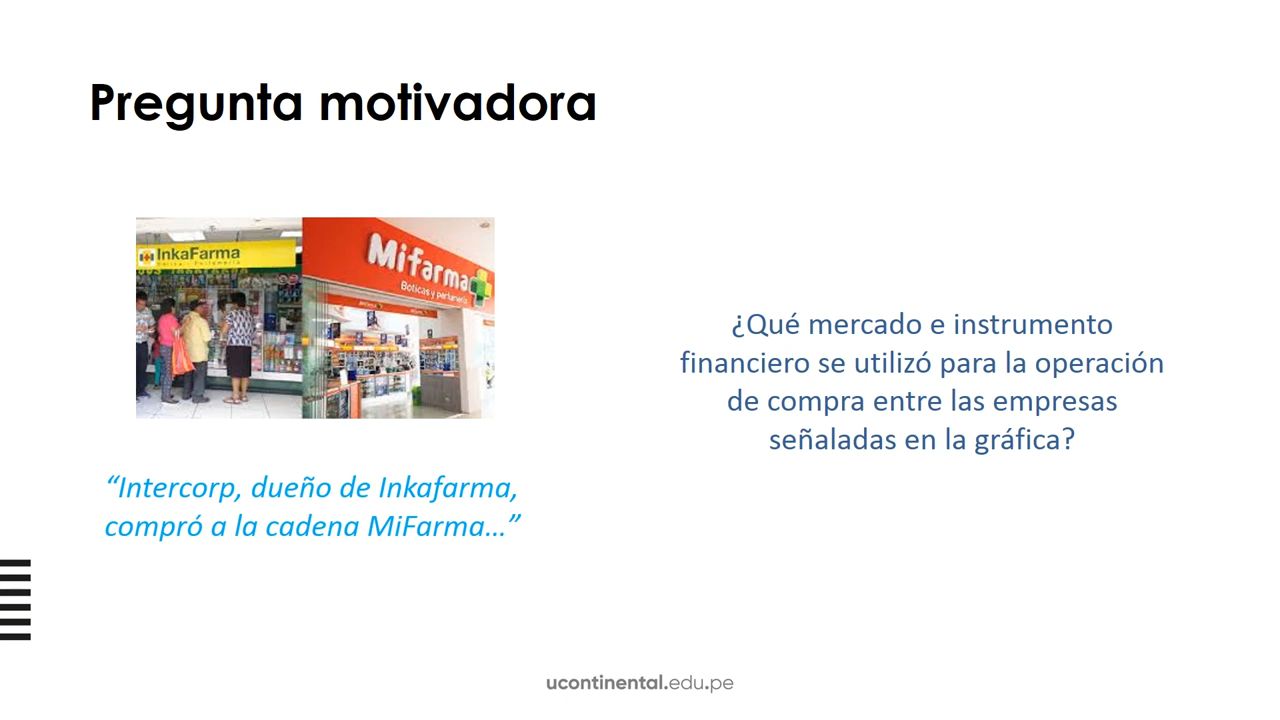 Pregunta motivadora
InkaFarma
Mifarma
Boticas y perfumería
“Intercorp, dueño de Inkafarma,
compró a la cadena MiFarma…”
¿Qué mercado e instrumento
financiero se utilizó para la operación
de compra entre las empresas
señaladas en la gráfica?
ucontinental.edu.pe